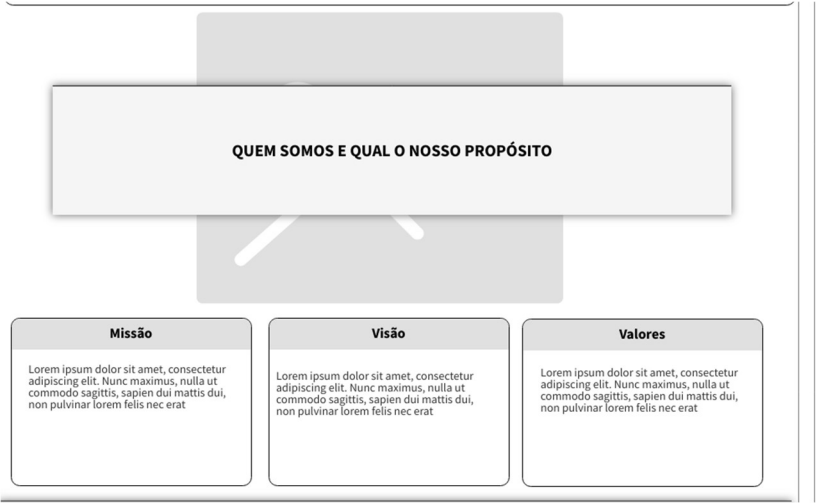 QUEM SOMOS E QUAL O NOSSO PROPÓSITO
Missão
Lorem ipsum dolor sit amet, consectetur
adipiscing elit. Nunc maximus, nulla ut
commodo sagittis, sapien dui mattis dui,
non pulvinar lorem felis nec erat
Visão
Lorem ipsum dolor sit amet, consectetur
adipiscing elit. Nunc maximus, nulla ut
commodo sagittis, sapien dui mattis dui,
non pulvinar lorem felis nec erat
Valores
Lorem ipsum dolor sit amet, consectetur
adipiscing elit. Nunc maximus, nulla ut
commodo sagittis, sapien dui mattis dui,
non pulvinar lorem felis nec erat